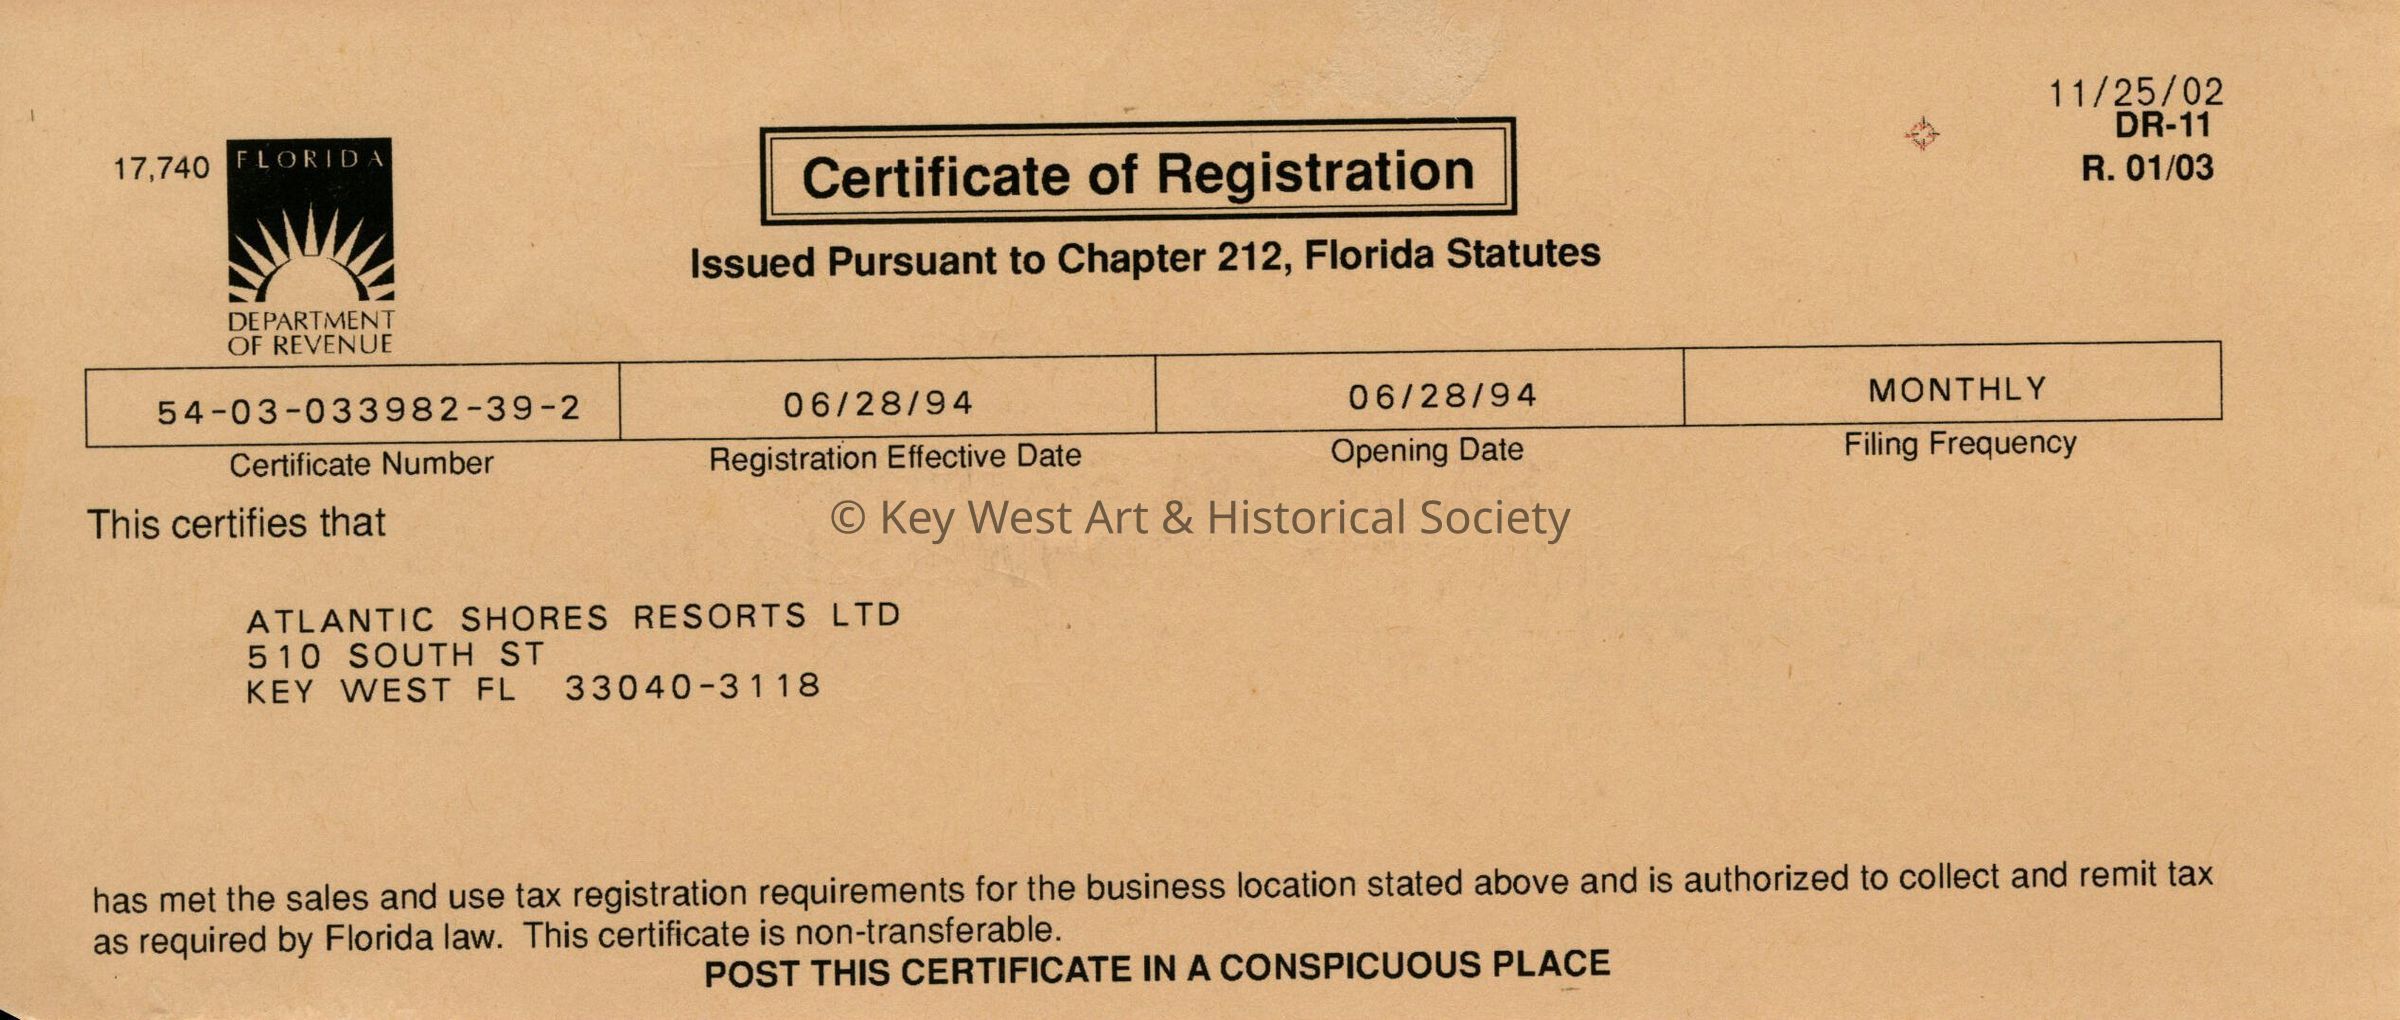 11/25/02
DR-11
R. 01/03
17,740
FLORIDA
DEPARTMENT
OF REVENUE
Certificate of Registration
Issued Pursuant to Chapter 212, Florida Statutes
54-03-033982-39-2 06/28/94 06/28/94 MONTHLY
Certificate Number Registration Effective Date Opening Date Filing Frequency
This certifies that
© Key West Art & Historical Society
ATLANTIC SHORES RESORTS LTD
510 SOUTH ST
KEY WEST FL 33040-3118
has met the sales and use tax registration requirements for the business location stated above and is authorized to collect and remit tax
as required by Florida law. This certificate is non-transferable.
POST THIS CERTIFICATE IN A CONSPICUOUS PLACE